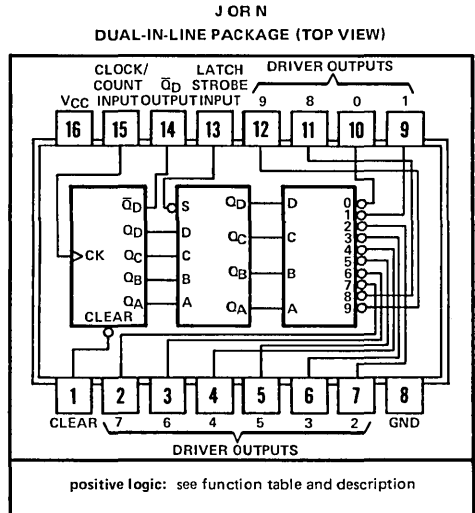 J OR N
DUAL-IN-LINE PACKAGE (TOP VIEW)
CLOCK/ LATCH DRIVER OUTPUTS
COUNT Q̅D STROBE
VCC INPUT OUTPUT INPUT 9 8 0 1
16 15 14 13 12 11 10 9
Q̅D S QD D 0
1
QD D 2
QC C 3
CK QC C 4
5
QB B QB B 6
7
QA A QA A 8
9
CLEAR
1 2 3 4 5 6 7 8
CLEAR 7 6 4 5 3 2 GND
DRIVER OUTPUTS
positive logic: see function table and description